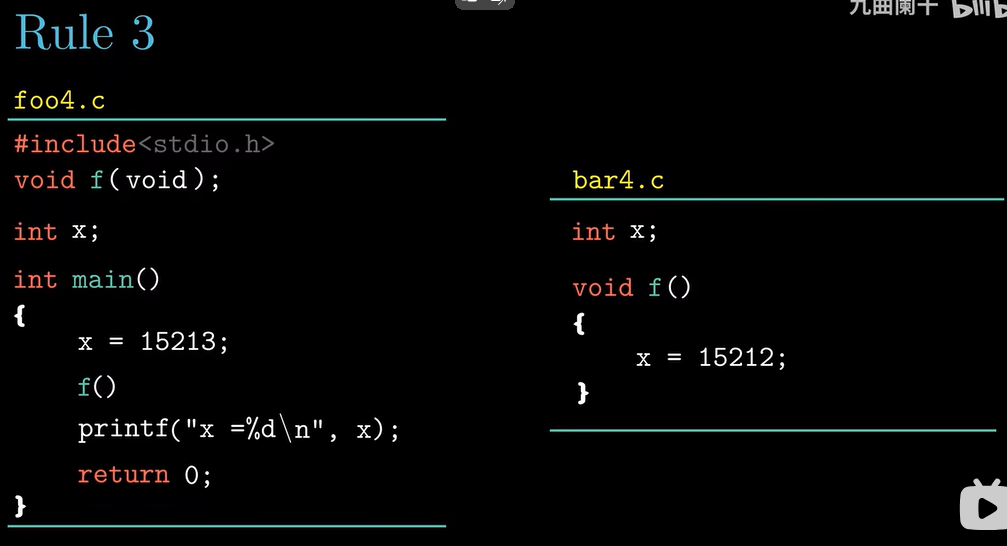 九曲阑干
Rule 3
foo4.c
#include<stdio.h>
void f(void);
int x;
int main()
{
x = 15213;
f()
printf("x =%d\n", x);
return 0;
}
bar4.c
int x;
void f()
{
x = 15212;
}